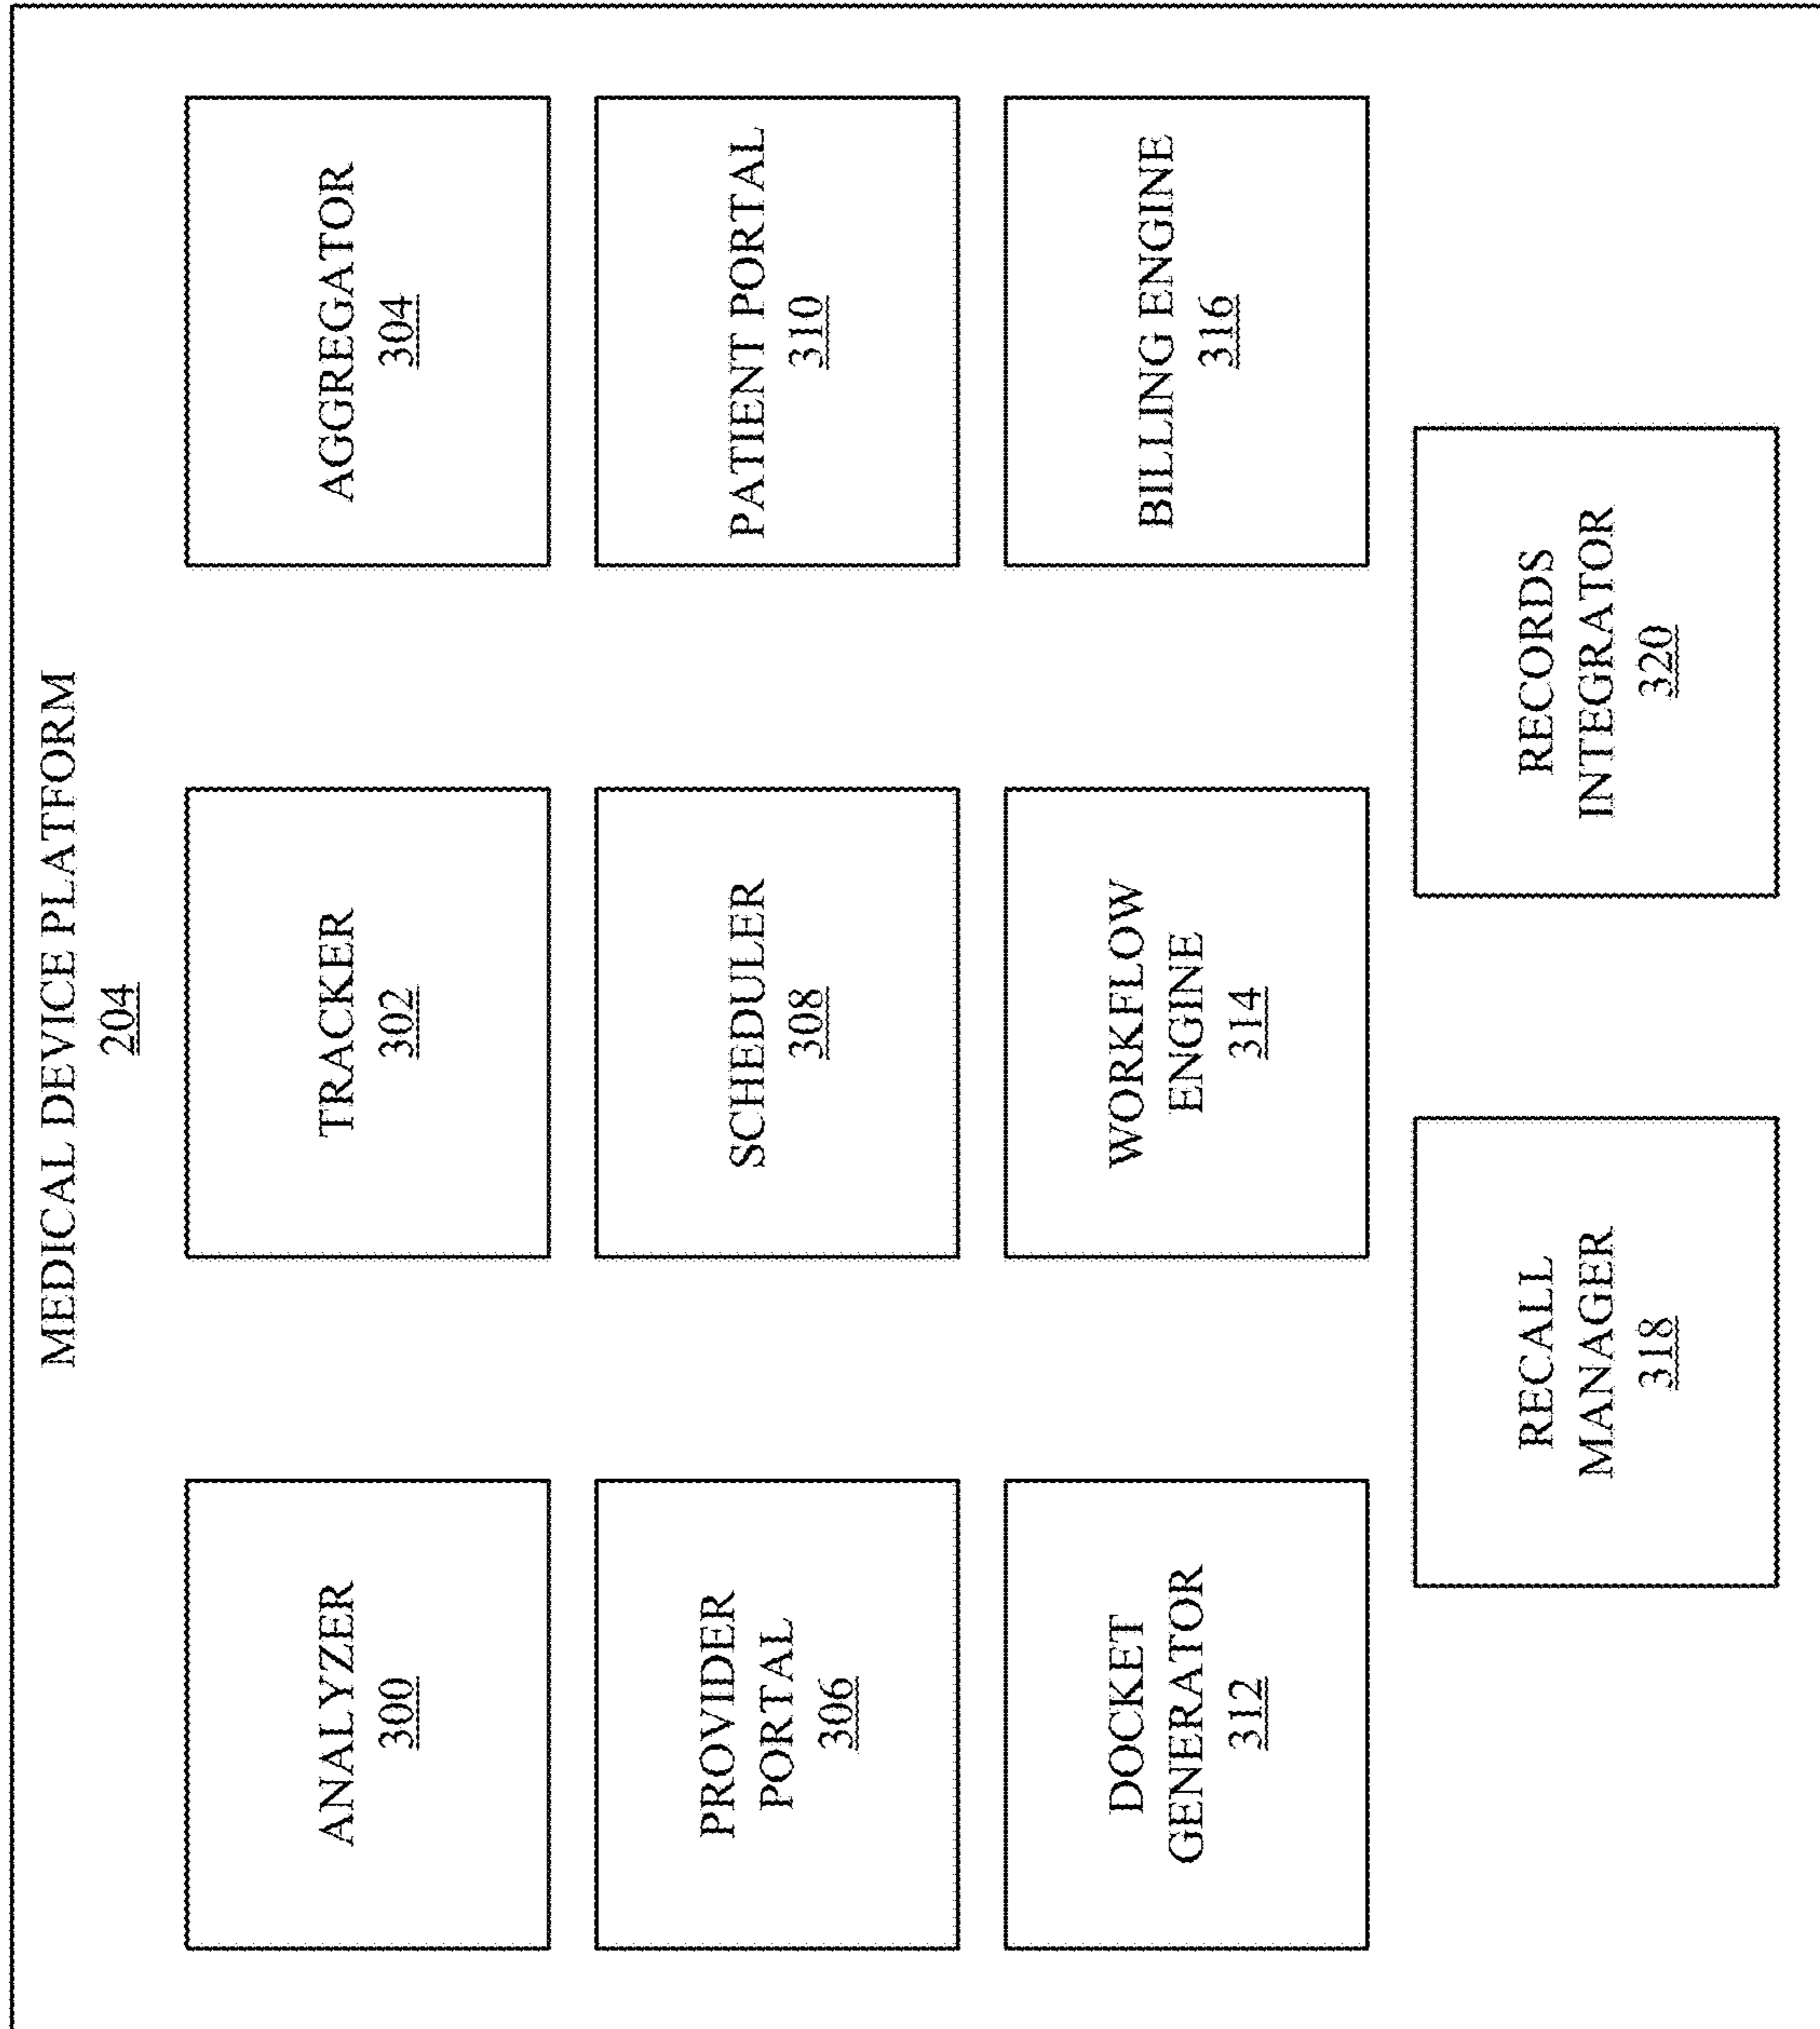 MEDICAL DEVICE PLATFORM
204
ANALYZER
300
TRACKER
302
AGGREGATOR
304
PROVIDER
PORTAL
306
SCHEDULER
308
PATIENT PORTAL
310
DOCKET
GENERATOR
312
WORKFLOW
ENGINE
314
BILLING ENGINE
316
RECALL
MANAGER
318
RECORDS
INTEGRATOR
320